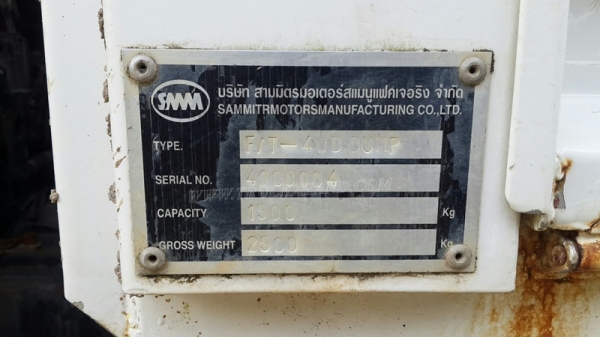 SMM
บริษัท สามมิตรมอเตอร์สแมนูแฟคเจอริง จำกัด
SAMMITRMOTORSMANUFACTURING CO.,LTD.
TYPE.
SERIAL NO.
CAPACITY 1500 Kg
GROSS WEIGHT 2500 Kg